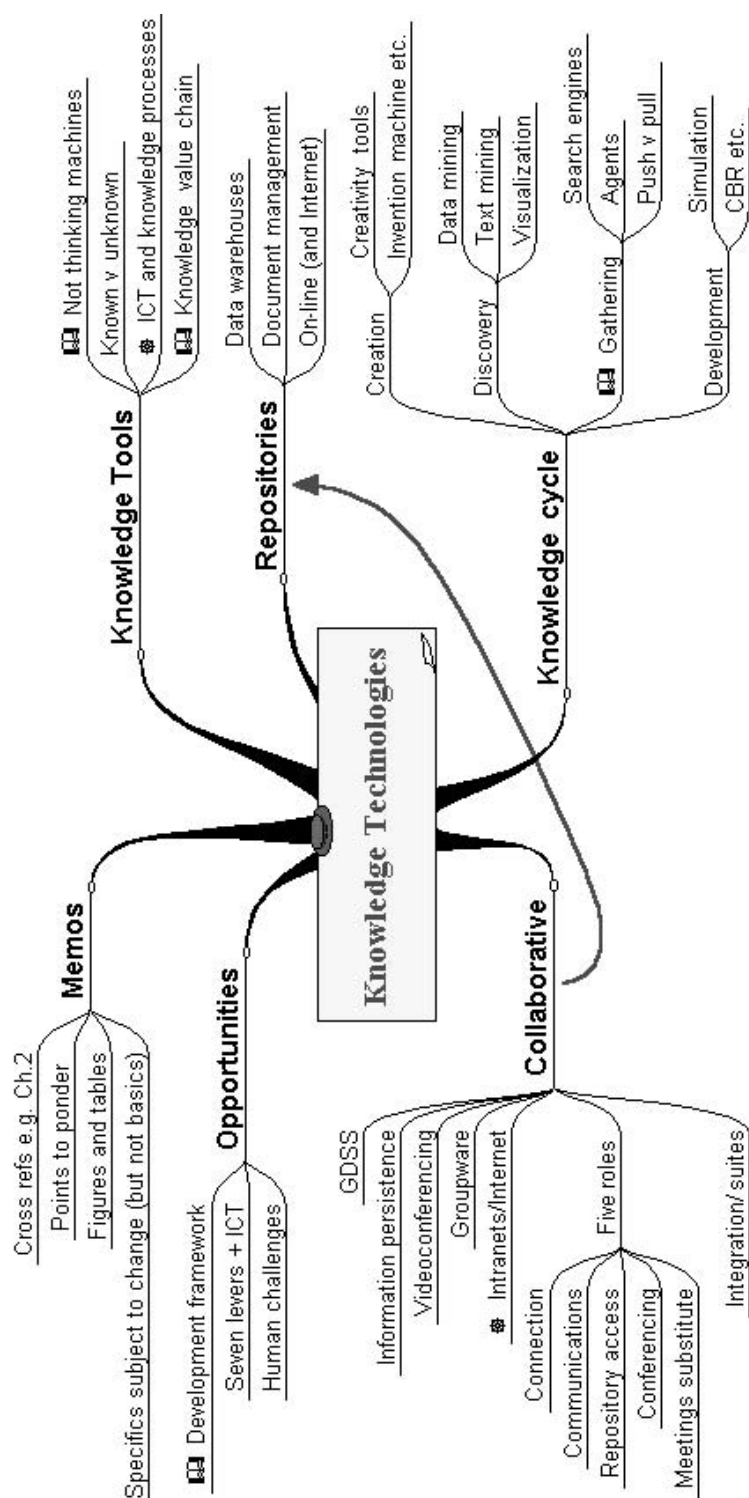 Knowledge Technologies
Memos
Cross refs e.g. Ch.2
Points to ponder
Figures and tables
Specifics subject to change (but not basics)
Opportunities
Development framework
Seven levers + ICT
Human challenges
Collaborative
GDSS
Information persistence
Videoconferencing
Groupware
Intranets/Internet
Five roles
Connection
Communications
Repository access
Conferencing
Meetings substitute
Integration/ suites
Knowledge Tools
Not thinking machines
Known v unknown
ICT and knowledge processes
Knowledge value chain
Repositories
Data warehouses
Document management
On-line (and Internet)
Knowledge cycle
Creation
Creativity tools
Invention machine etc.
Discovery
Data mining
Text mining
Visualization
Gathering
Search engines
Agents
Push v pull
Development
Simulation
CBR etc..